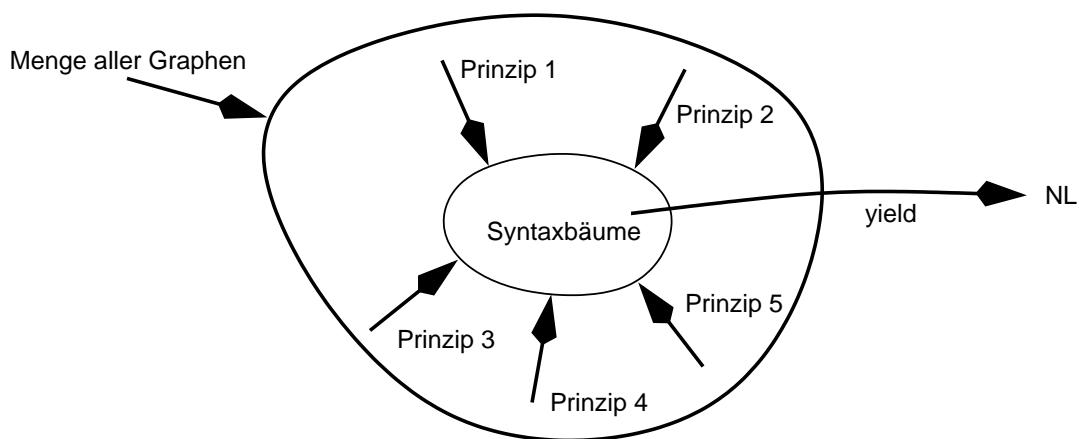 Menge aller Graphen
Prinzip 1
Prinzip 2
NL
yield
Syntaxbäume
Prinzip 5
Prinzip 3
Prinzip 4